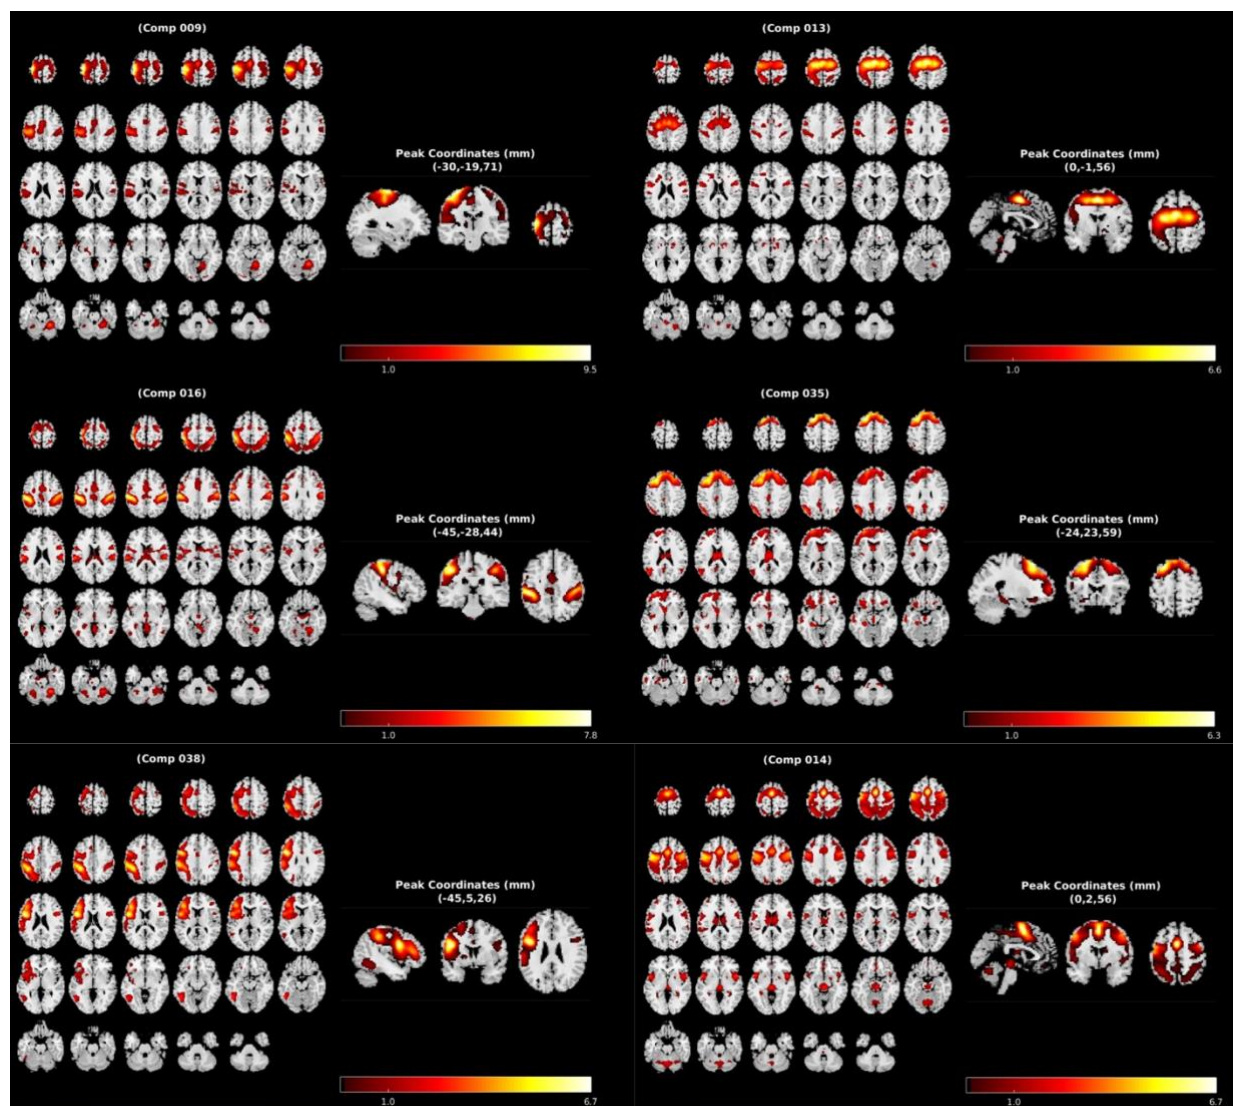 (Comp 009)
Peak Coordinates (mm)
(-30,-19,71)
1.0
9.5
(Comp 013)
Peak Coordinates (mm)
(0,-1,56)
1.0
6.6
(Comp 016)
Peak Coordinates (mm)
(-45,-28,44)
1.0
7.8
(Comp 035)
Peak Coordinates (mm)
(-24,23,59)
1.0
6.3
(Comp 038)
Peak Coordinates (mm)
(-45,5,26)
1.0
6.7
(Comp 014)
Peak Coordinates (mm)
(0,2,56)
1.0
6.7